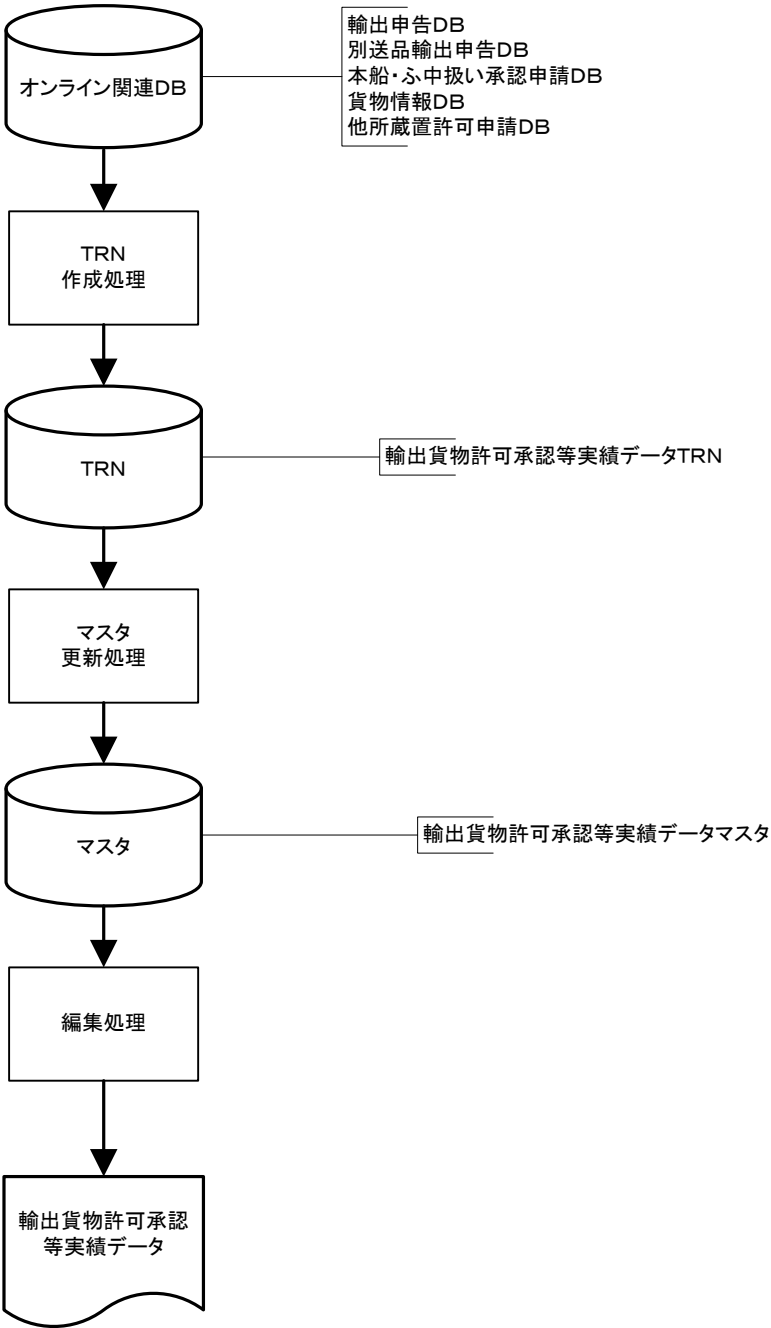 オンライン関連DB
輸出申告DB
別送品輸出申告DB
本船・ふ中扱い承認申請DB
貨物情報DB
他所蔵置許可申請DB
TRN
作成処理
TRN
輸出貨物許可承認等実績データTRN
マスタ
更新処理
マスタ
輸出貨物許可承認等実績データマスタ
編集処理
輸出貨物許可承認
等実績データ